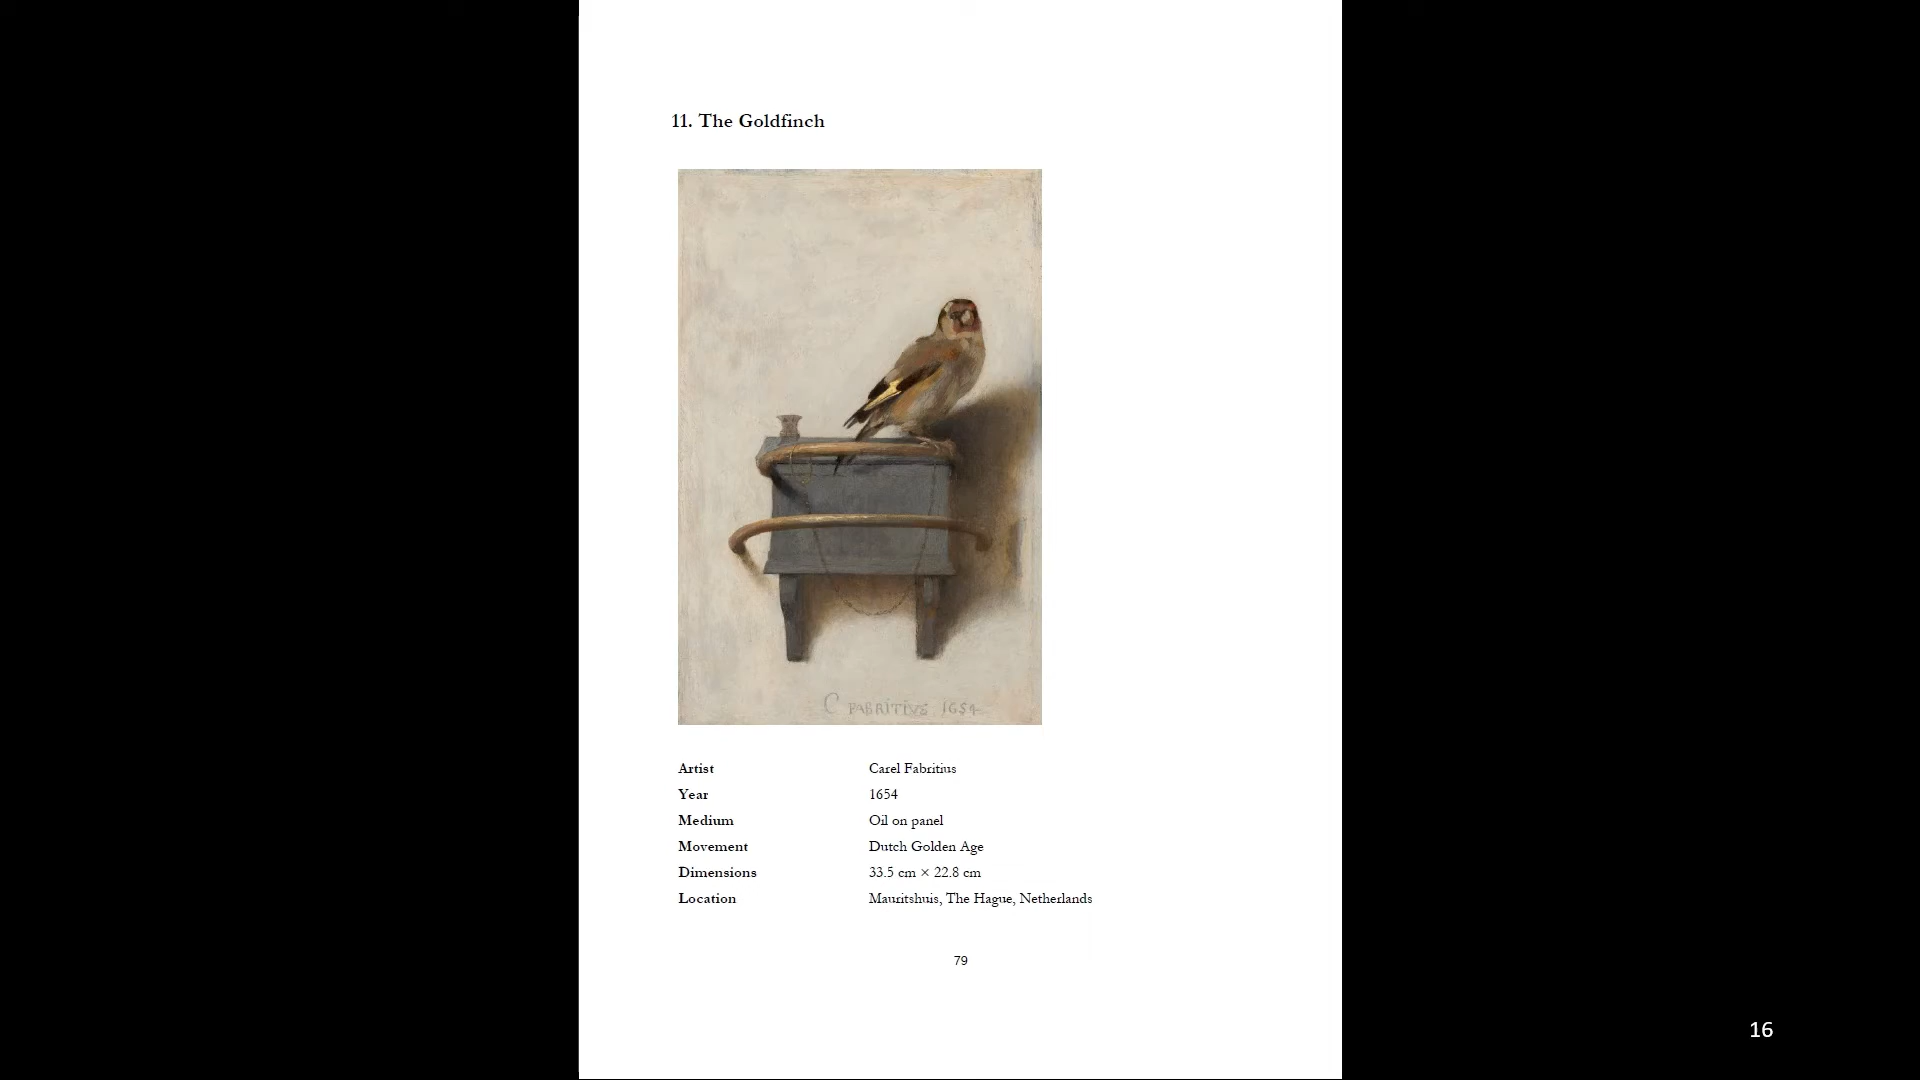 11. The Goldfinch
C FABRITIVS 1654
Artist Carel Fabritius
Year 1654
Medium Oil on panel
Movement Dutch Golden Age
Dimensions 33.5 cm × 22.8 cm
Location Mauritshuis, The Hague, Netherlands
79
16